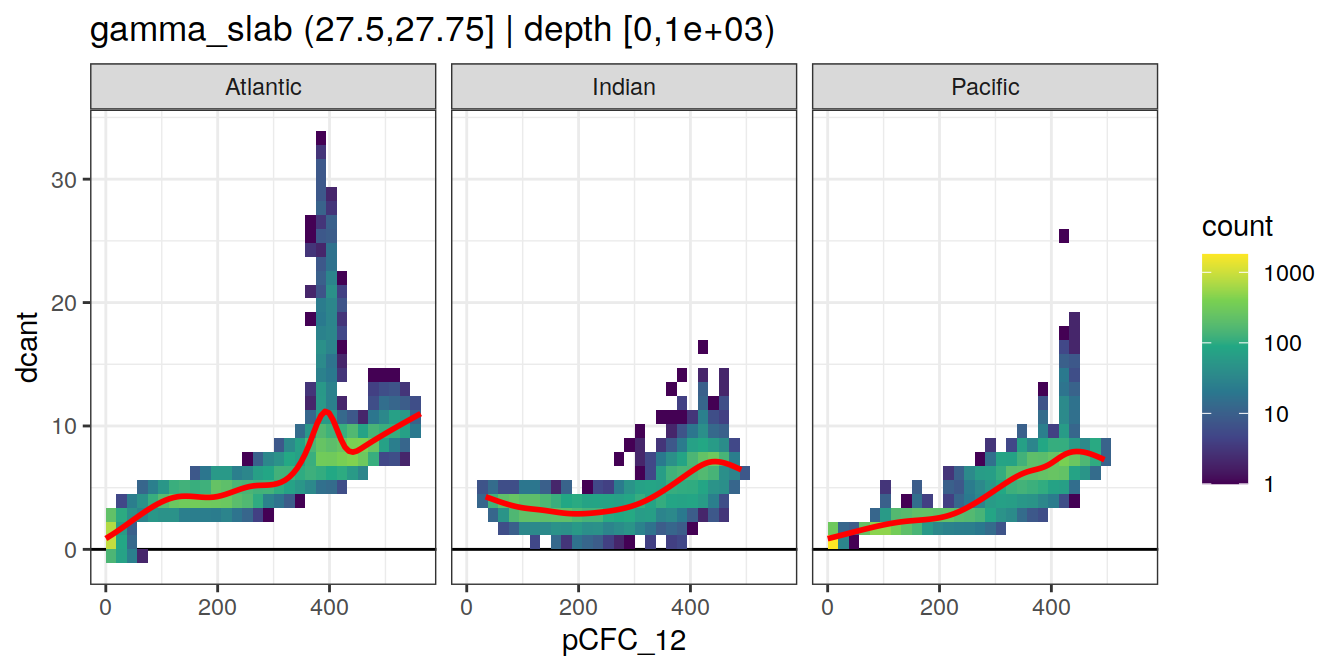 gamma_slab (27.5,27.75] | depth [0,1e+03)
Atlantic Indian Pacific
30
20
10
0
dcant
0 200 400 0 200 400 0 200 400
pCFC_12
count
1000
100
10
1